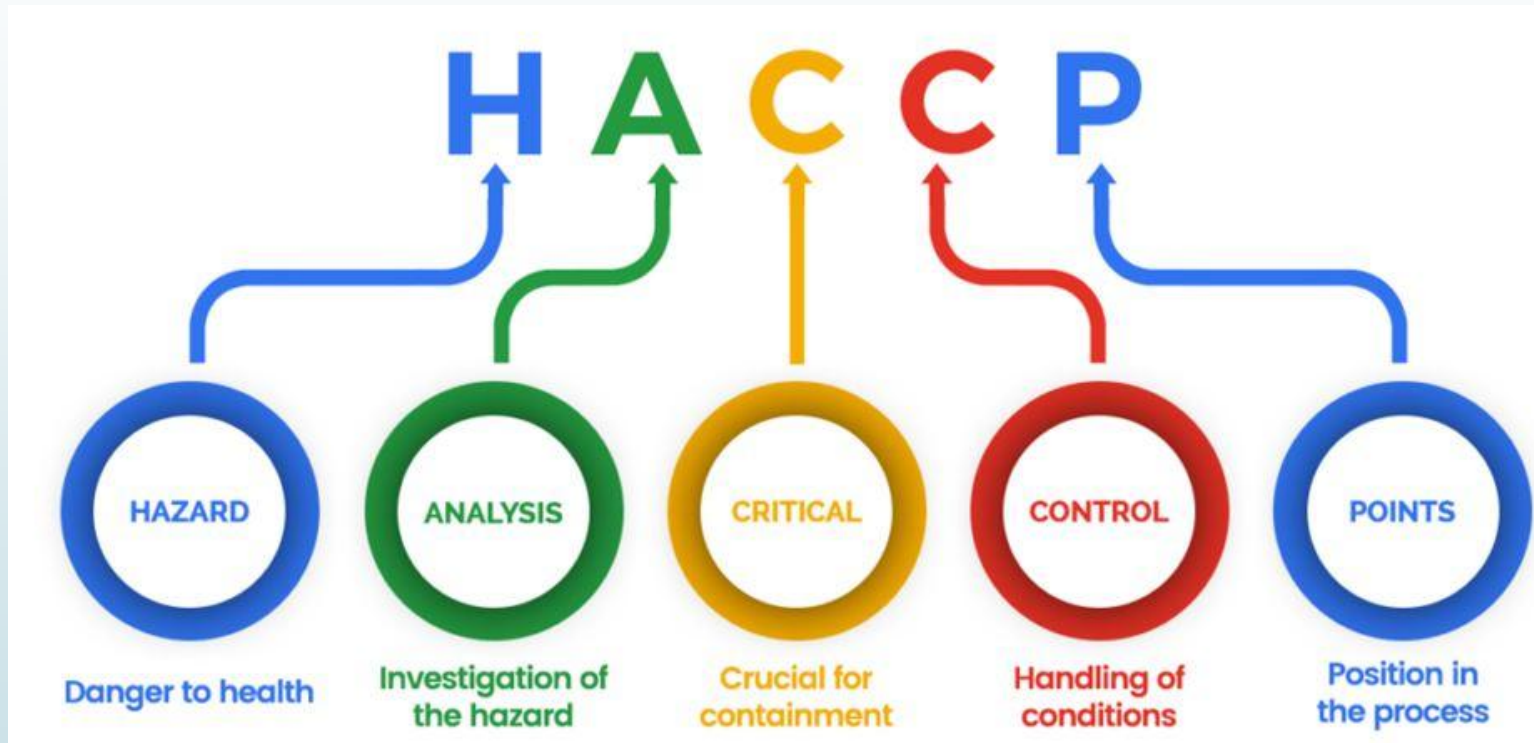 HACCP
HAZARD
ANALYSIS
CRITICAL
CONTROL
POINTS
Danger to health
Investigation of
the hazard
Crucial for
containment
Handling of
conditions
Position in
the process